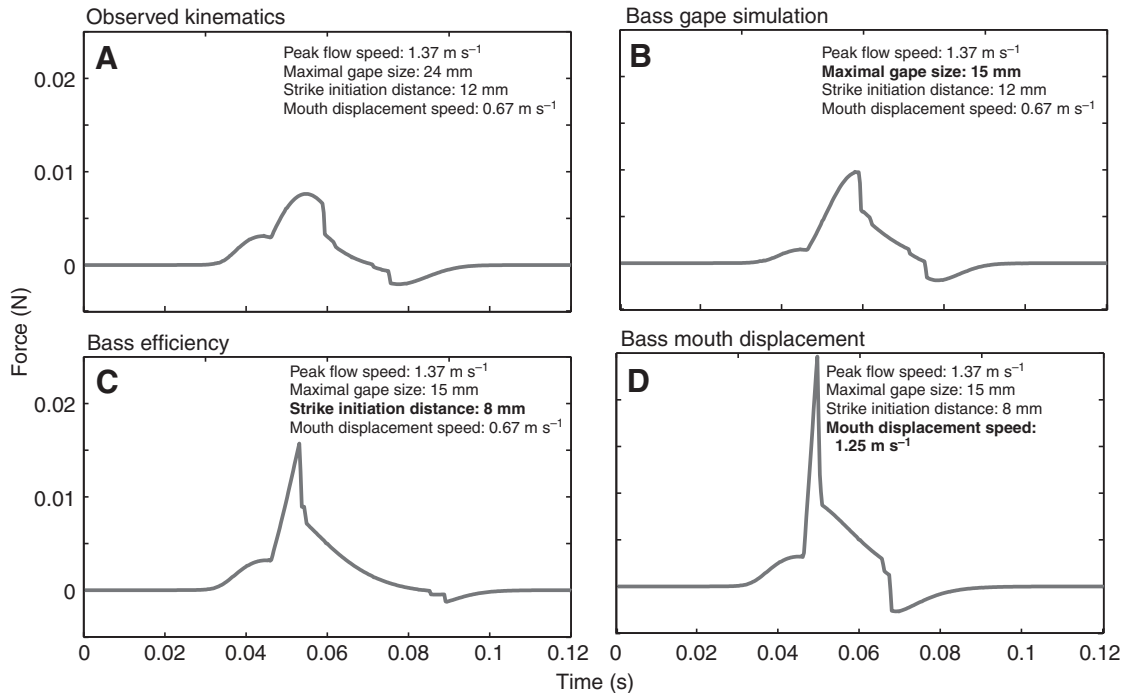 Observed kinematics
A
Peak flow speed: 1.37 m s⁻¹
Maximal gape size: 24 mm
Strike initiation distance: 12 mm
Mouth displacement speed: 0.67 m s⁻¹
0.02
0.01
0
Bass gape simulation
B
Peak flow speed: 1.37 m s⁻¹
Maximal gape size: 15 mm
Strike initiation distance: 12 mm
Mouth displacement speed: 0.67 m s⁻¹
Force (N)
Bass efficiency
C
Peak flow speed: 1.37 m s⁻¹
Maximal gape size: 15 mm
Strike initiation distance: 8 mm
Mouth displacement speed: 0.67 m s⁻¹
0.02
0.01
0
0 0.02 0.04 0.06 0.08 0.1 0.12
Bass mouth displacement
D
Peak flow speed: 1.37 m s⁻¹
Maximal gape size: 15 mm
Strike initiation distance: 8 mm
Mouth displacement speed:
1.25 m s⁻¹
0 0.02 0.04 0.06 0.08 0.1 0.12
Time (s)